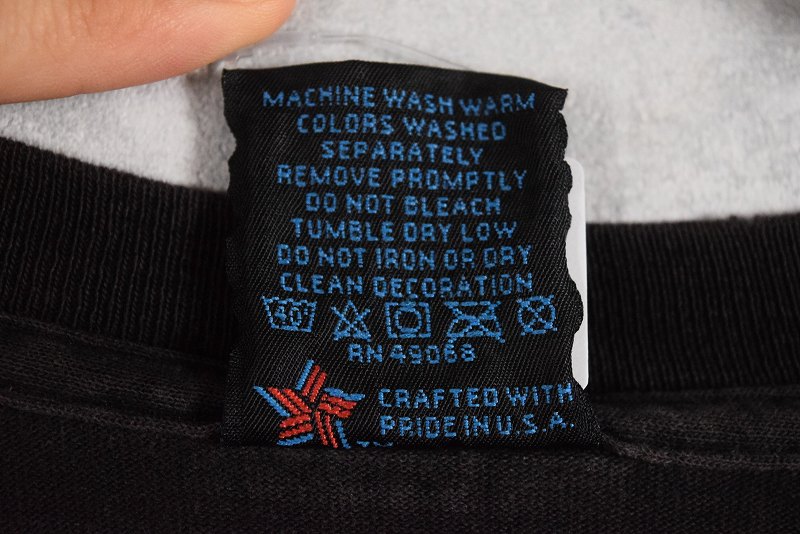 MACHINE WASH WARM
COLORS WASHED
SEPARATELY
REMOVE PROMPTLY
DO NOT BLEACH
TUMBLE DRY LOW
DO NOT IRON OR DRY
CLEAN DECORATION
40
RN 49068
CRAFTED WITH
PRIDE IN U.S.A.